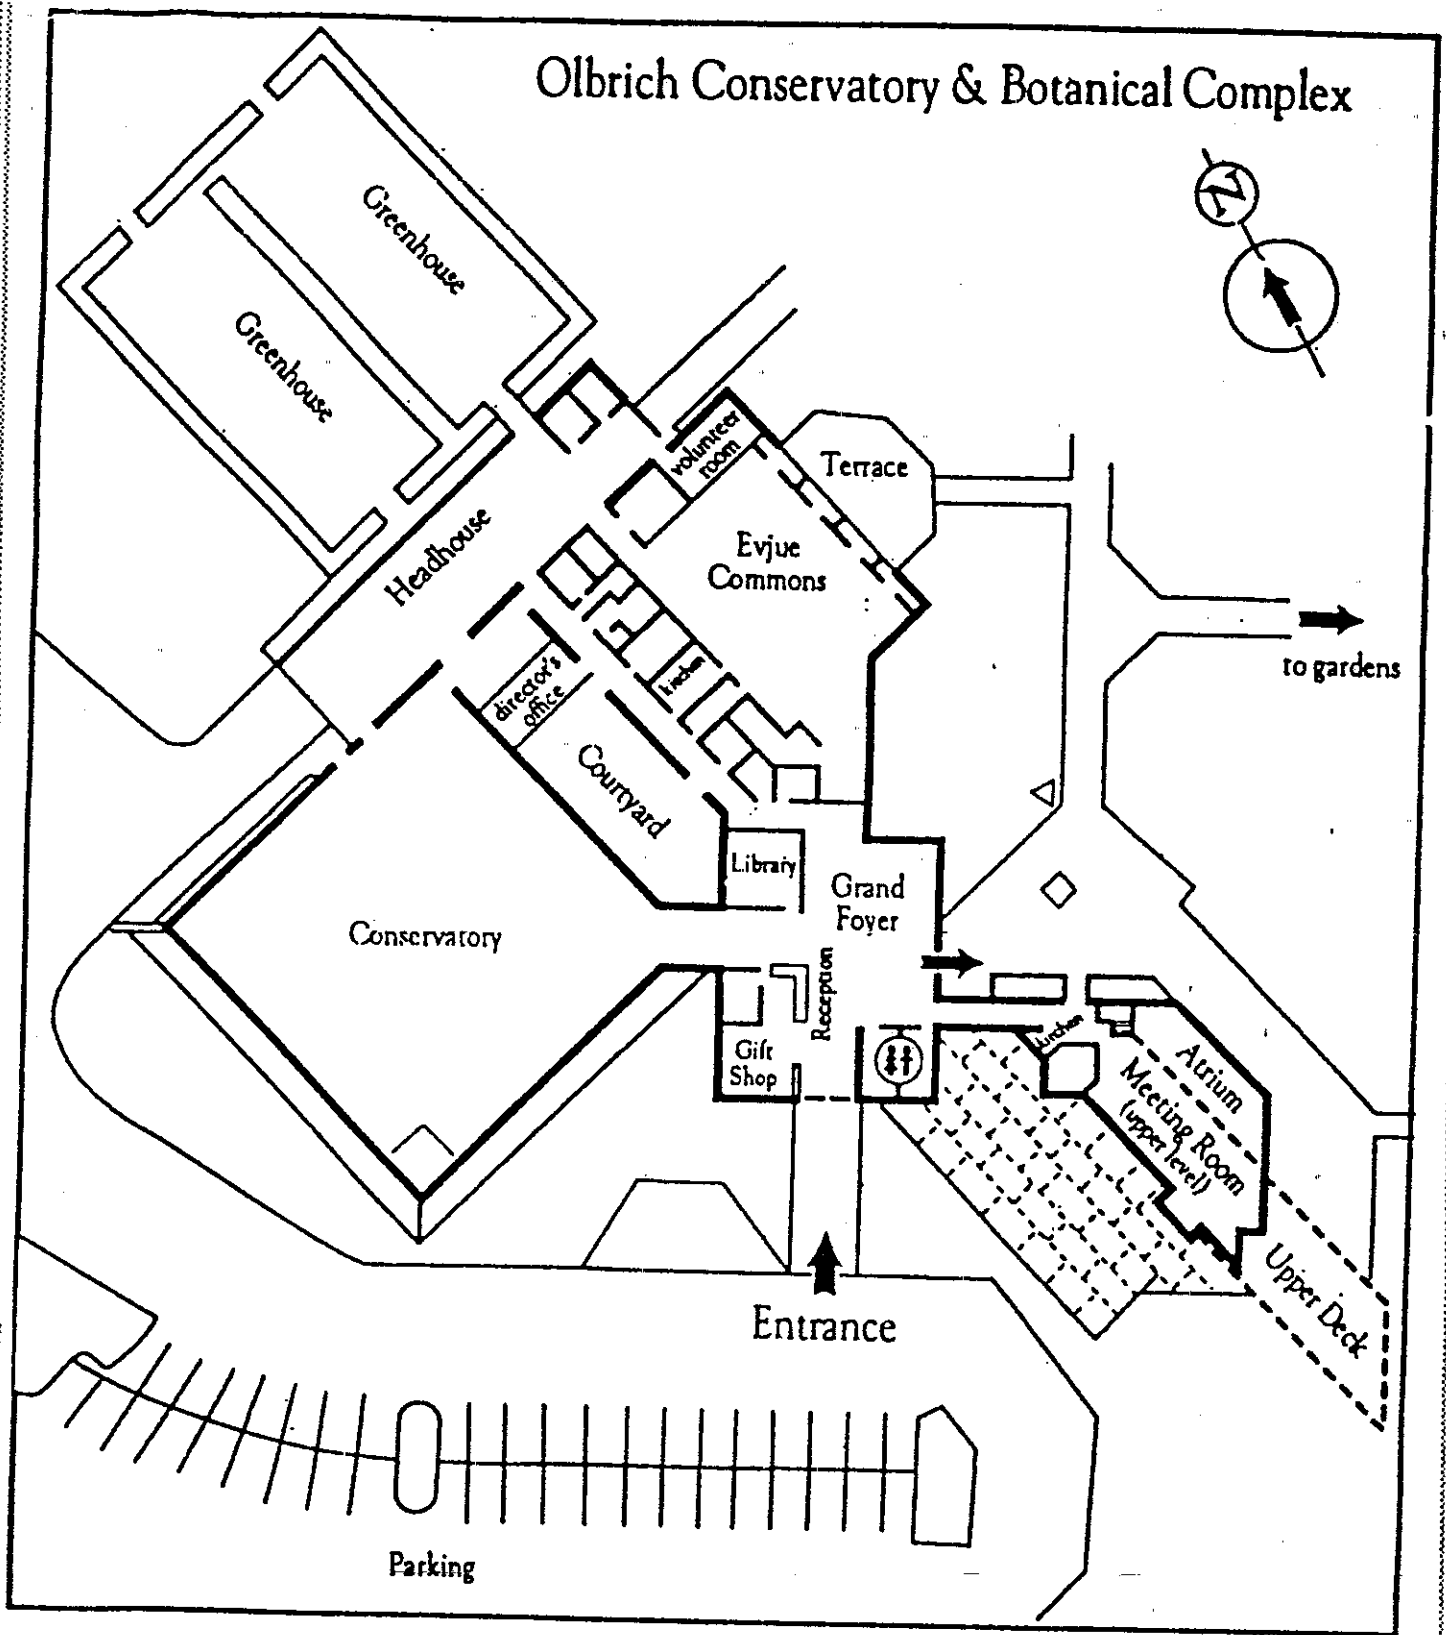 Olbrich Conservatory & Botanical Complex
N
Greenhouse
Greenhouse
volunteer
room
Terrace
Headhouse
Evjue
Commons
to gardens
director's
office
kitchen
Courtyard
Library
Grand
Foyer
Conservatory
Reception
kitchen
Gift
Shop
Atrium
Meeting Room
(upper level)
Upper Deck
Entrance
Parking